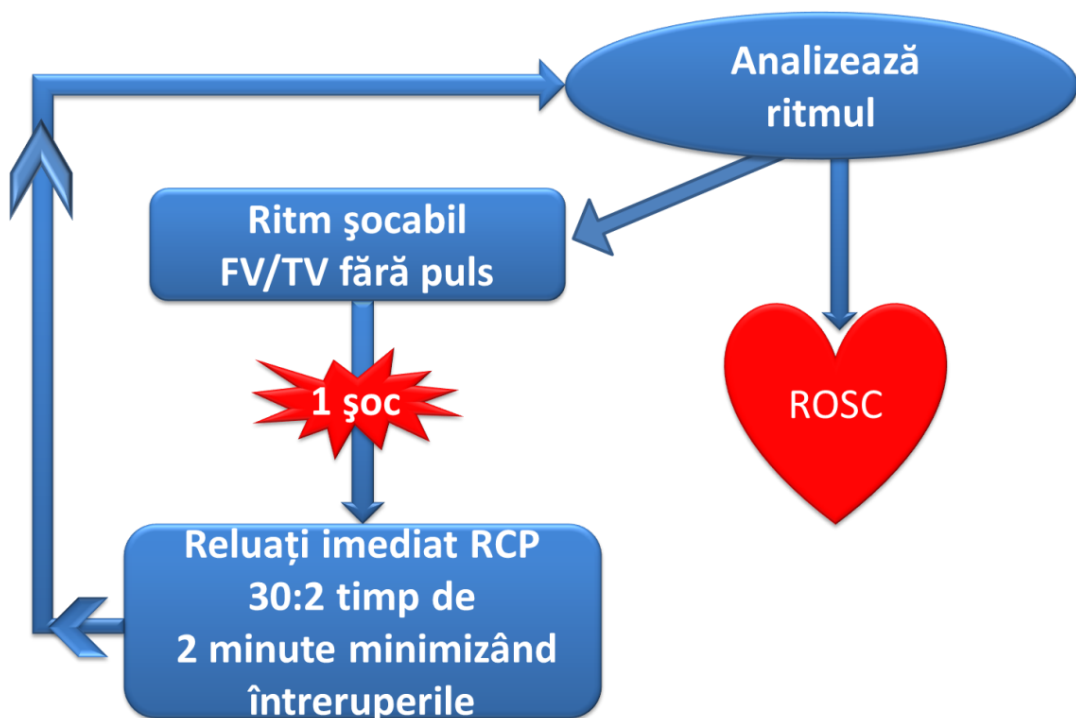 Analizează
ritmul
Ritm şocabil
FV/TV fără puls
1 şoc
ROSC
Reluați imediat RCP
30:2 timp de
2 minute minimizând
întreruperile